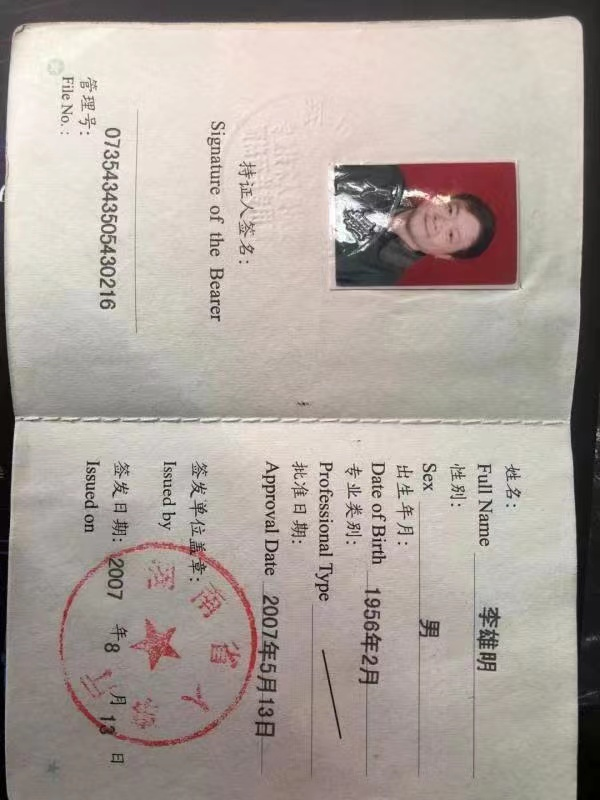 持证人签名：
Signature of the Bearer
管理号： 07354343505430216
File No.：
姓名： 李雄明
Full Name
性别： 男
Sex
出生年月： 1956年2月
Date of Birth
专业类别：
Professional Type
批准日期： 2007年5月13日
Approval Date
签发单位盖章：
Issued by
南省人
厅
签发日期： 2007 年 8 月 13 日
Issued on